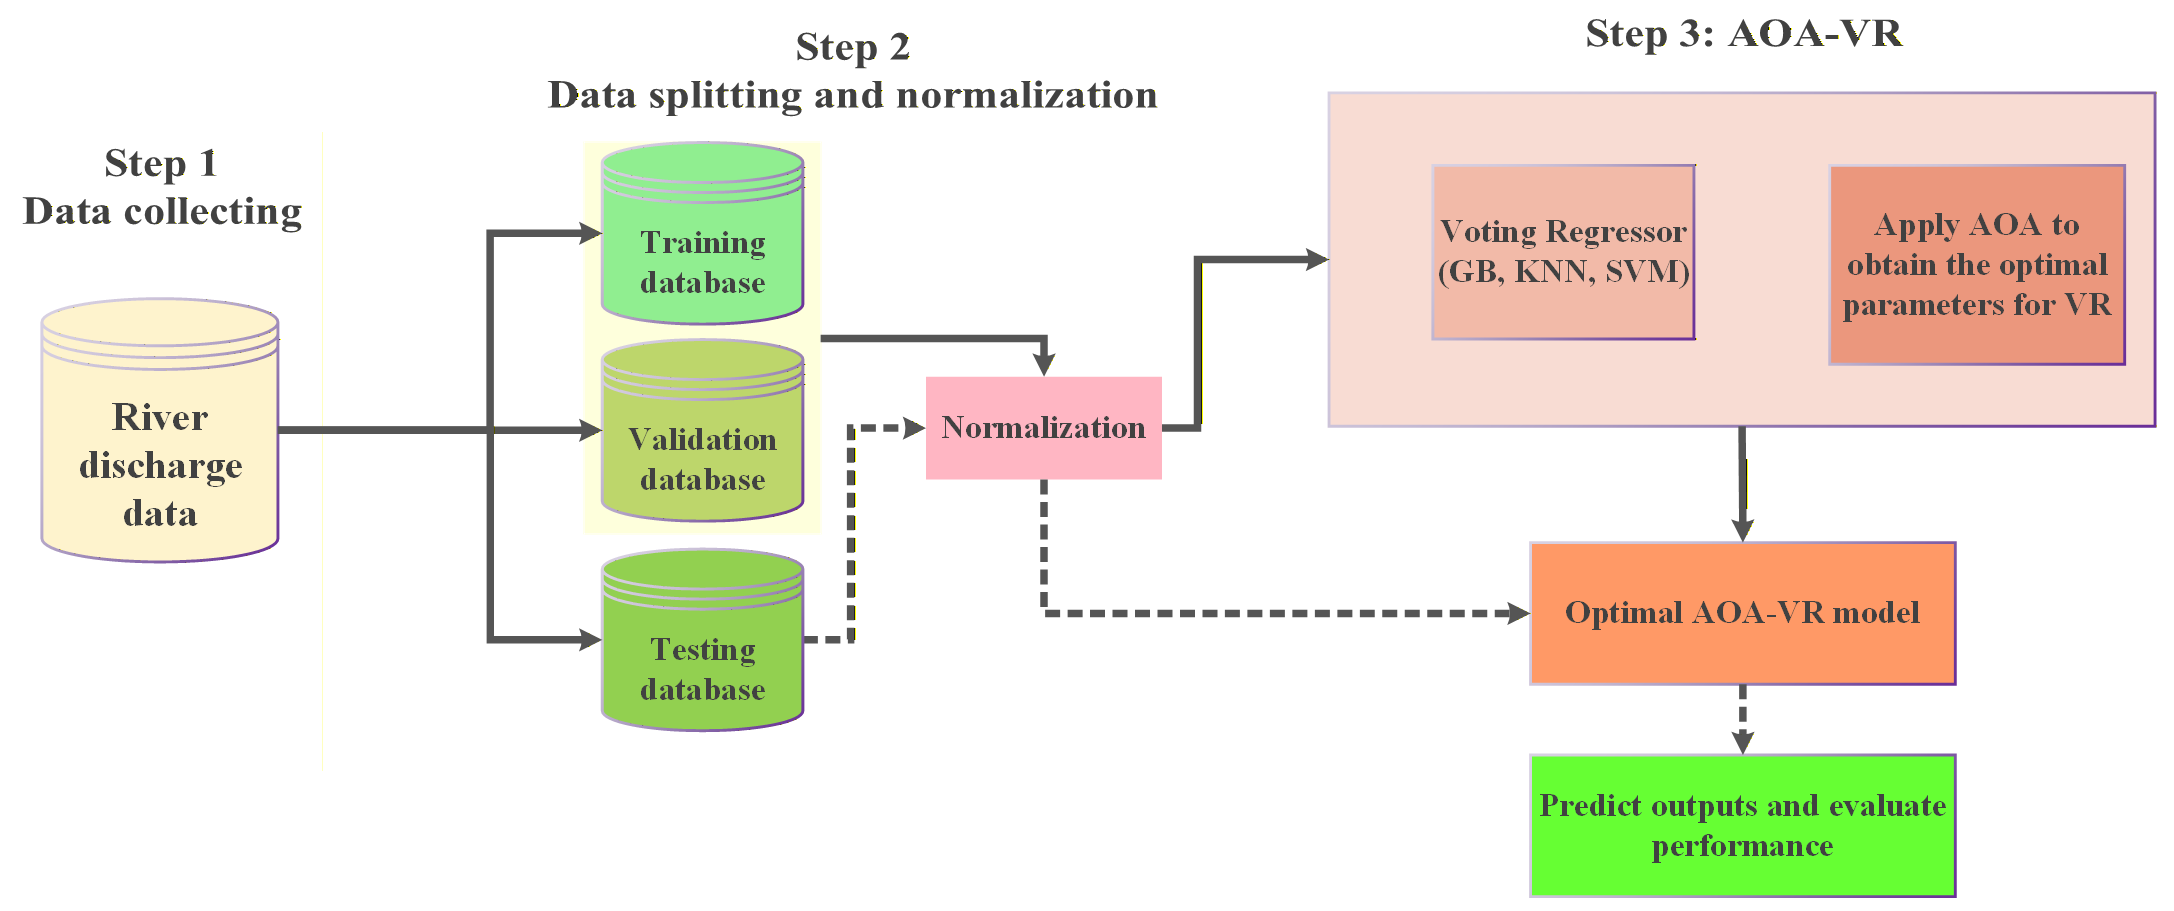 Step 1
Data collecting
River
discharge
data
Step 2
Data splitting and normalization
Training
database
Validation
database
Testing
database
Normalization
Step 3: AOA-VR
Voting Regressor
(GB, KNN, SVM)
Apply AOA to
obtain the optimal
parameters for VR
Optimal AOA-VR model
Predict outputs and evaluate
performance